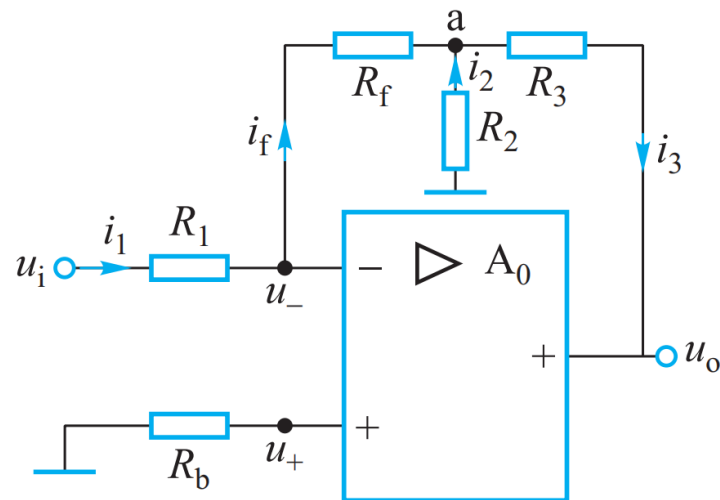 a
R_f
i_2
R_3
R_2
i_f
i_3
i_1
R_1
u_i
u_−
−
A_0
+
u_o
R_b
u_+
+